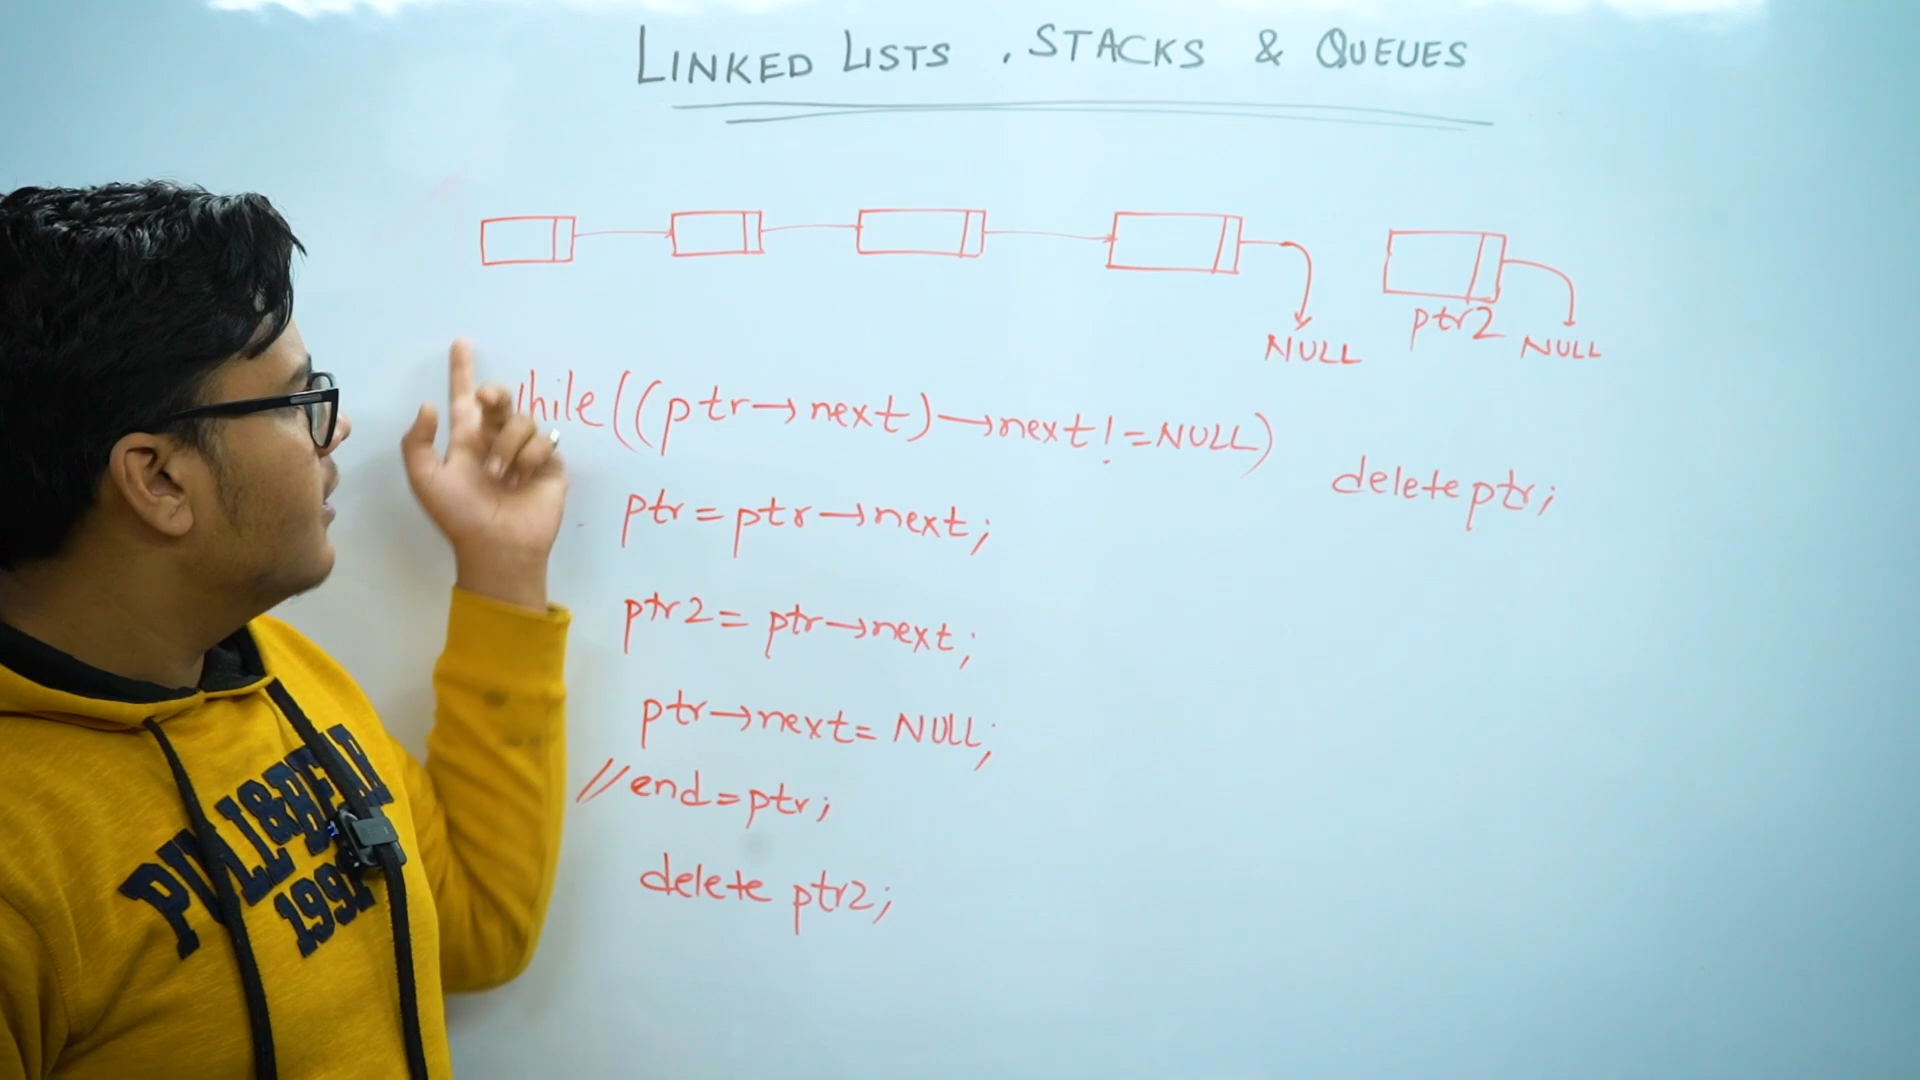 LINKED LISTS , STACKS & QUEUES
NULL
ptr2
NULL
while((ptr→next)→next!=NULL)
delete ptr;
ptr=ptr→next;
ptr2= ptr→next;
ptr→next= NULL;
//end=ptr;
delete ptr2;
1992